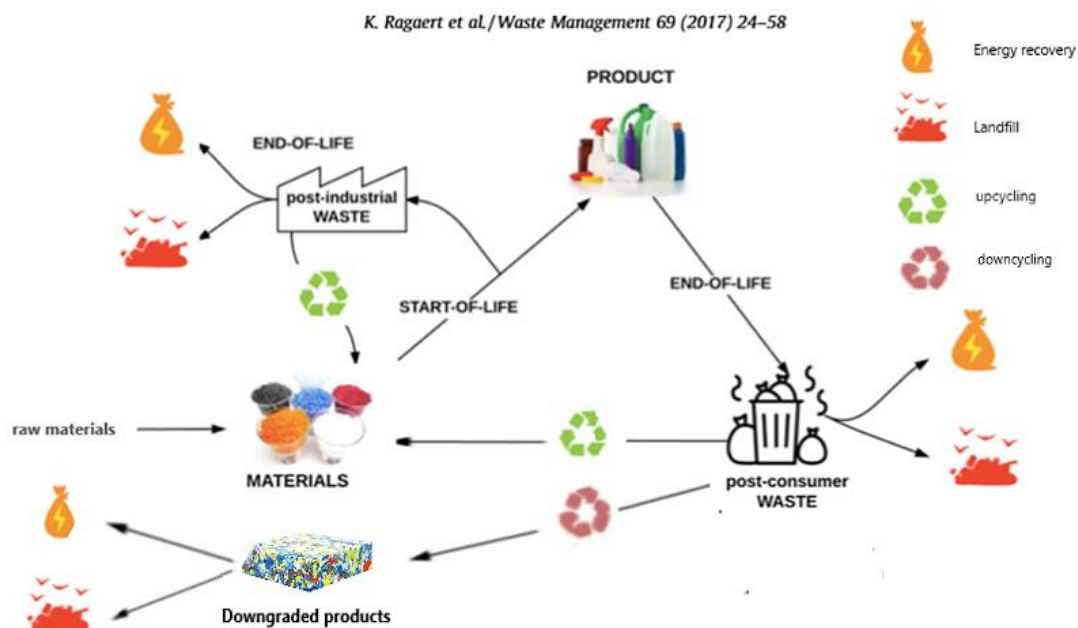 K. Ragaert et al./Waste Management 69 (2017) 24–58
Energy recovery
PRODUCT
Landfill
END-OF-LIFE
post-industrial
WASTE
upcycling
downcycling
END-OF-LIFE
START-OF-LIFE
raw materials
MATERIALS
post-consumer
WASTE
Downgraded products